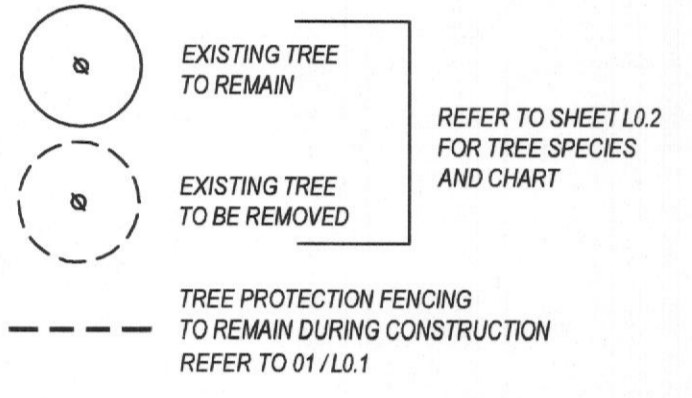 EXISTING TREE
TO REMAIN
REFER TO SHEET L0.2
FOR TREE SPECIES
AND CHART
EXISTING TREE
TO BE REMOVED
TREE PROTECTION FENCING
TO REMAIN DURING CONSTRUCTION
REFER TO 01 / L0.1